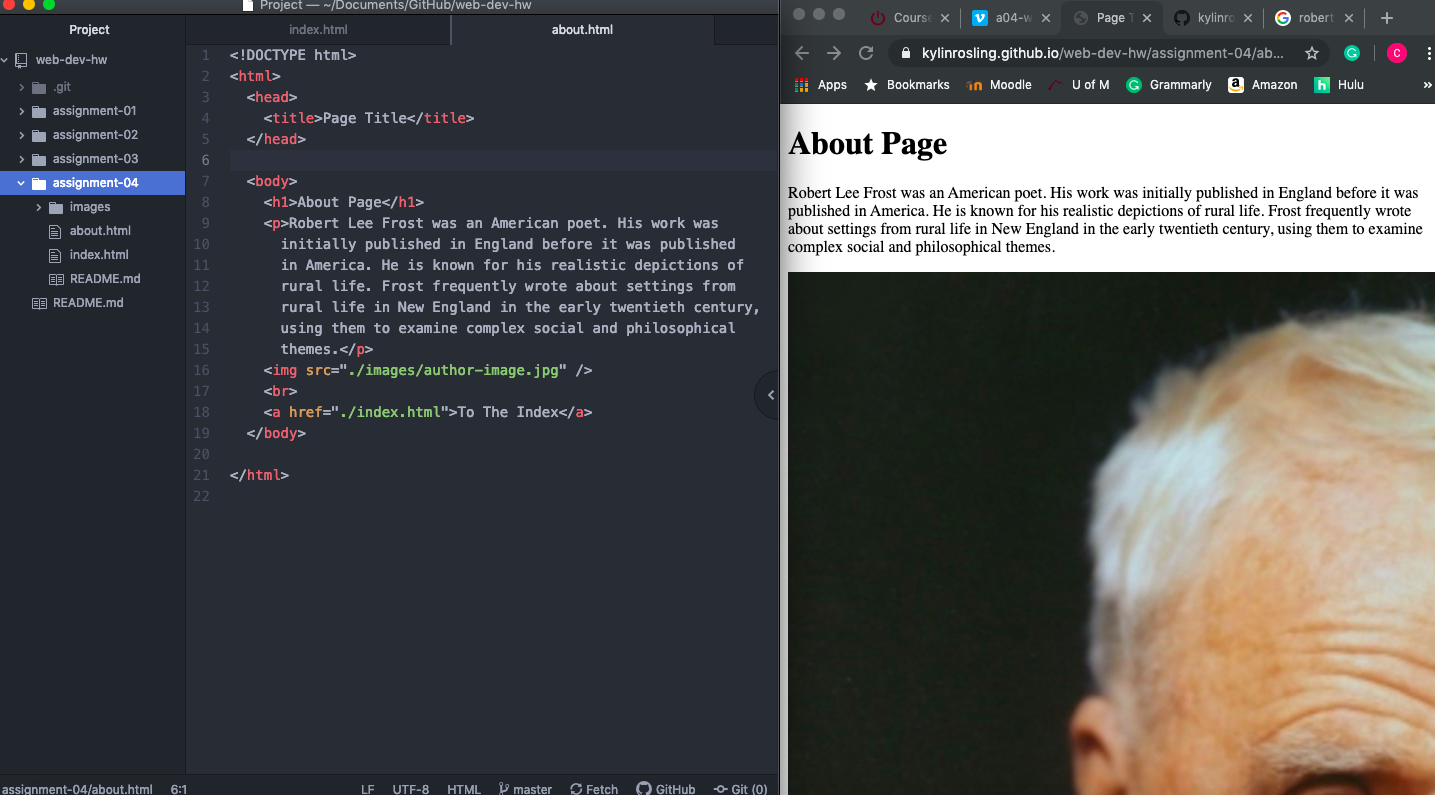 Project — ~/Documents/GitHub/web-dev-hw
Project
web-dev-hw
.git
assignment-01
assignment-02
assignment-03
assignment-04
images
about.html
index.html
README.md
README.md
index.html
about.html
1 <!DOCTYPE html>
2 <html>
3 <head>
4 <title>Page Title</title>
5 </head>
6
7 <body>
8 <h1>About Page</h1>
9 <p>Robert Lee Frost was an American poet. His work was
10 initially published in England before it was published
11 in America. He is known for his realistic depictions of
12 rural life. Frost frequently wrote about settings from
13 rural life in New England in the early twentieth century,
14 using them to examine complex social and philosophical
15 themes.</p>
16 <img src="./images/author-image.jpg" />
17 <br>
18 <a href="./index.html">To The Index</a>
19 </body>
20
21 </html>
22
assignment-04/about.html 6:1 LF UTF-8 HTML master Fetch GitHub Git (0)
Course a04-w Page T kylinro robert
kylinrosling.github.io/web-dev-hw/assignment-04/ab... G C
Apps Bookmarks Moodle U of M Grammarly Amazon Hulu »
About Page
Robert Lee Frost was an American poet. His work was initially published in England before it was
published in America. He is known for his realistic depictions of rural life. Frost frequently wrote
about settings from rural life in New England in the early twentieth century, using them to examine
complex social and philosophical themes.